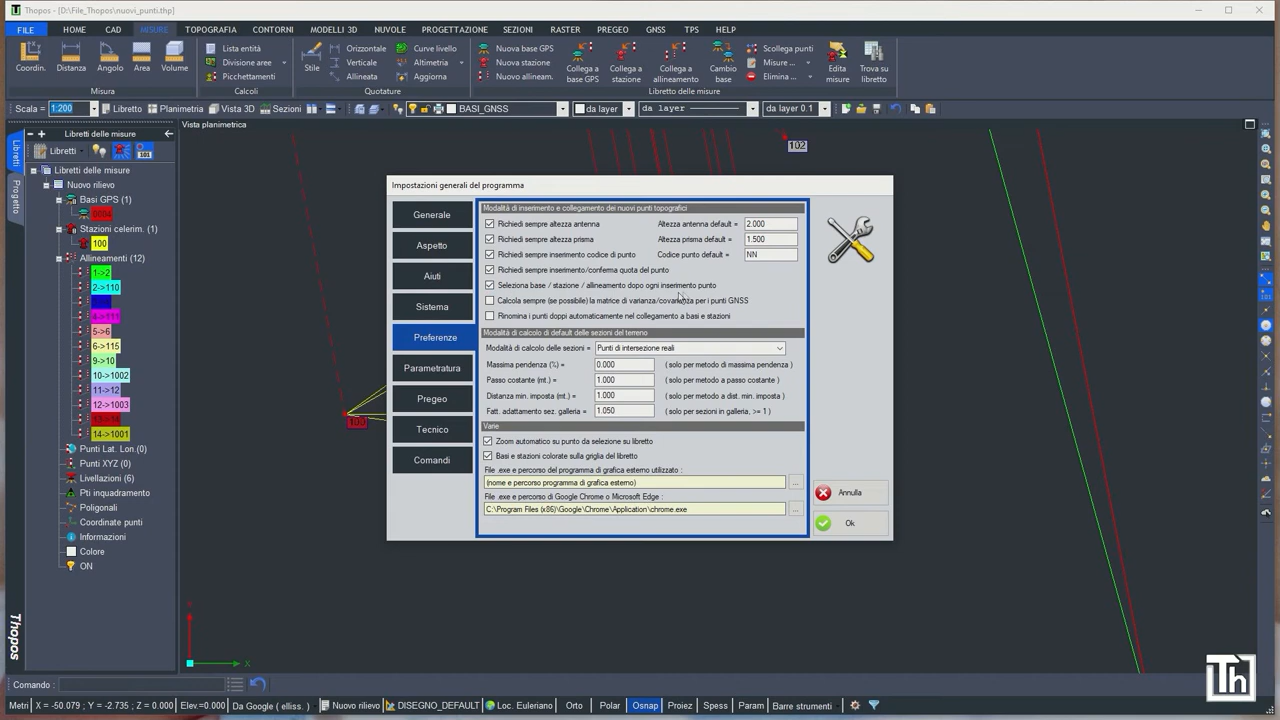 Thopos - [D:\File_Thopos\nuovi_punti.thp]
FILE HOME CAD MISURE TOPOGRAFIA CONTORNI MODELLI 3D NUVOLE PROGETTAZIONE SEZIONI RASTER PREGEO GNSS TPS HELP
Coordin. Distanza Angolo Area Volume
Misura
Lista entità
Divisione aree
Picchettamenti
Calcoli
Stile
Orizzontale
Verticale
Allineata
Curve livello
Altimetria
Aggiorna
Quotature
Nuova base GPS
Nuova stazione
Nuovo allineam.
Collega a base GPS
Collega a stazione
Collega a allineamento
Cambio base
Scollega punti
Misure ...
Elimina ...
Edita misura
Trova su libretto
Libretto delle misure
Scala = 1:200 Libretto Planimetria Vista 3D Sezioni BASI_GNSS da layer da layer da layer 0.1
Libretti
Progetto
Thopos
Libretti delle misure
Libretti 101
Libretti delle misure
Nuovo rilievo
Basi GPS (1)
0004
Stazioni celerim. (1)
100
Allineamenti (12)
1->2
2->110
4->111
5->6
6->115
9->10
10->1002
11->12
12->1003
13->14
14->1001
Punti Lat. Lon.(0)
Punti XYZ (0)
Livellazioni (6)
Pti inquadramento
Poligonali
Coordinate punti
Informazioni
Colore
ON
Vista planimetrica
102
103
X
Impostazioni generali del programma
Generale
Aspetto
Aiuti
Sistema
Preferenze
Parametratura
Pregeo
Tecnico
Comandi
Modalità di inserimento e collegamento dei nuovi punti topografici
Richiedi sempre altezza antenna Altezza antenna default = 2.000
Richiedi sempre altezza prisma Altezza prisma default = 1.500
Richiedi sempre inserimento codice di punto Codice punto default = NN
Richiedi sempre inserimento/conferma quota del punto
Seleziona base / stazione / allineamento dopo ogni inserimento punto
Calcola sempre (se possibile) la matrice di varianza/covarianza per i punti GNSS
Rinomina i punti doppi automaticamente nel collegamento a basi e stazioni
Modalità di calcolo di default delle sezioni del terreno
Modalità di calcolo delle sezioni = Punti di intersezione reali
Massima pendenza (%) = 0.000 ( solo per metodo di massima pendenza )
Passo costante (mt.) = 1.000 ( solo per metodo a passo costante )
Distanza min. imposta (mt.) = 1.000 ( solo per metodo a dist. min. imposta )
Fatt. adattamento sez. galleria = 1.050 ( solo per sezioni in galleria, >= 1 )
Varie
Zoom automatico su punto da selezione su libretto
Basi e stazioni colorate sulla griglia del libretto
File .exe e percorso del programma di grafica esterno utilizzato :
(nome e percorso programma di grafica esterno) ...
File .exe e percorso di Google Chrome o Microsoft Edge :
C:\Program Files (x86)\Google\Chrome\Application\chrome.exe ...
Annulla
Ok
Th
Comando :
Metri X = -50.079 Y = -2.735 Z = 0.000 Elev.=0.000 Da Google ( elliss. ) Nuovo rilievo DISEGNO_DEFAULT Loc. Euleriano Orto Polar Osnap Proiez Spess Param Barre strumenti